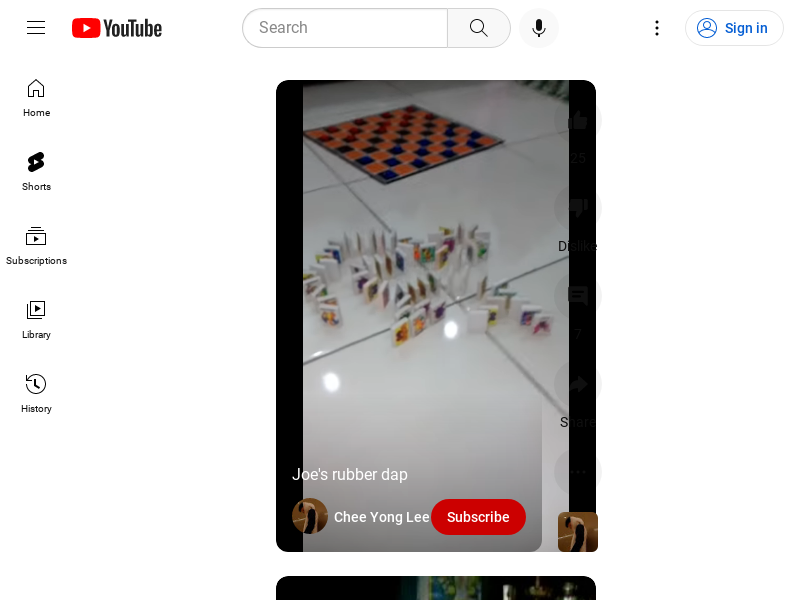 YouTube
Search
Sign in
Home
Shorts
Subscriptions
Library
History
25
Dislike
7
Share
Joe's rubber dap
Chee Yong Lee
Subscribe